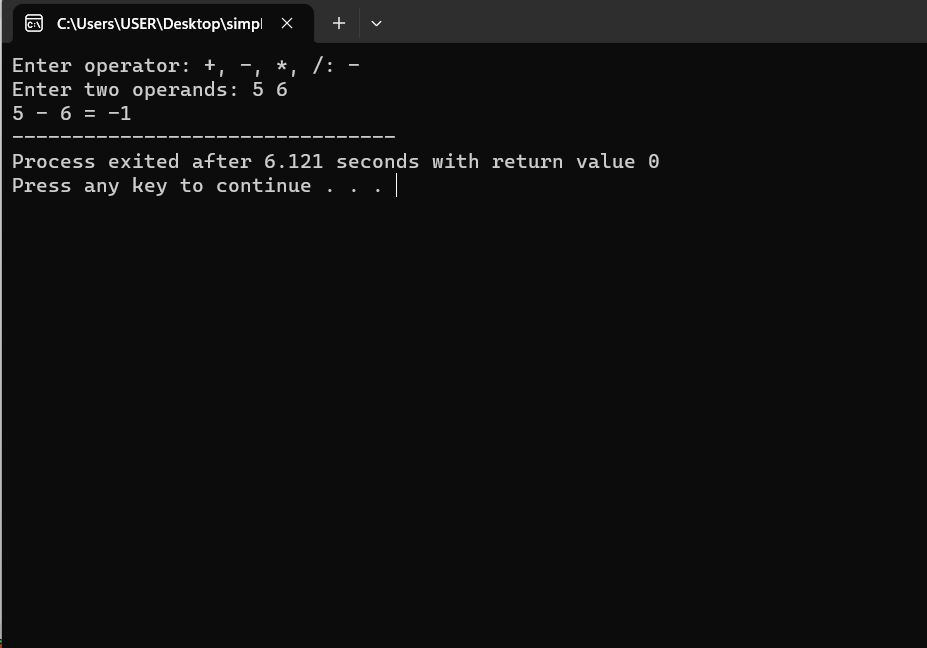 C:\Users\USER\Desktop\simpl
Enter operator: +, -, *, /: -
Enter two operands: 5 6
5 - 6 = -1
--------------------------------
Process exited after 6.121 seconds with return value 0
Press any key to continue . . .